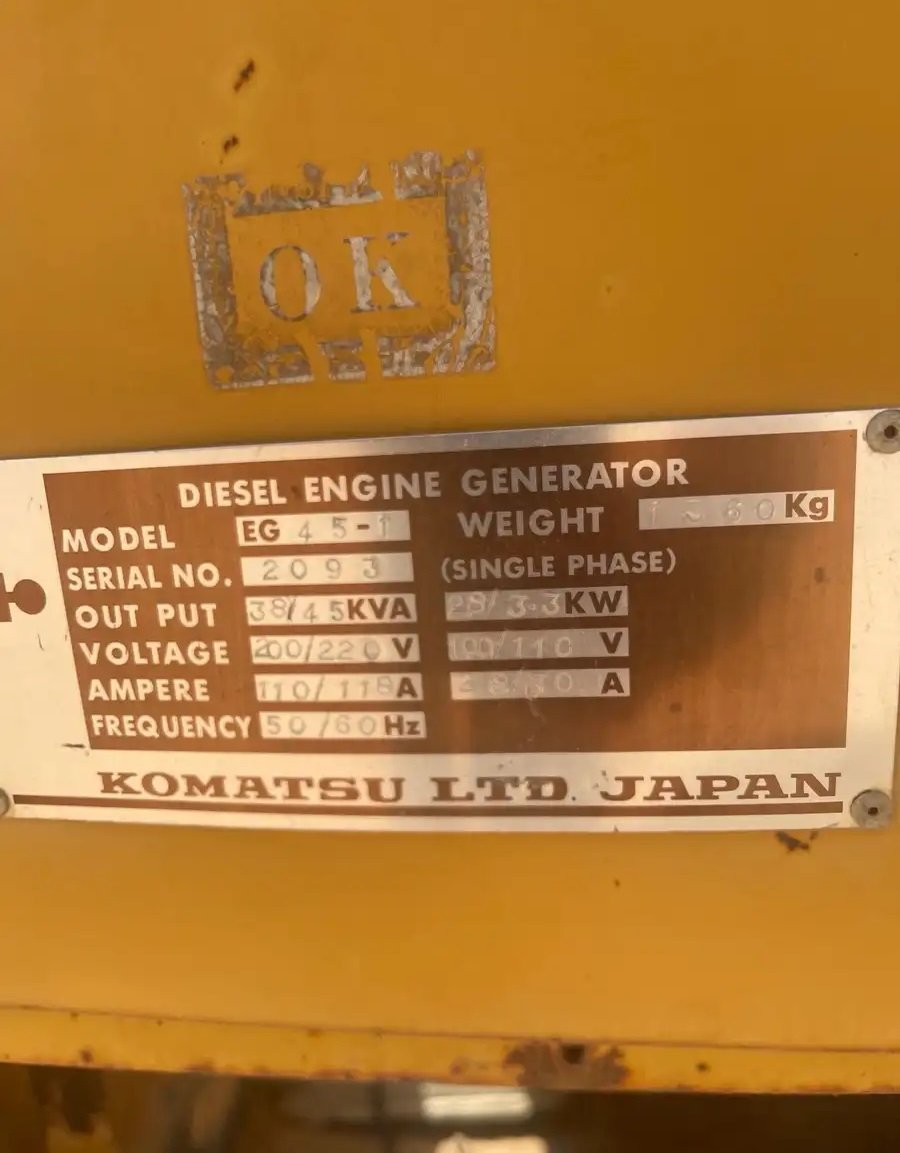 OK
DIESEL ENGINE GENERATOR
MODEL EG 45-1 WEIGHT Kg
SERIAL NO. 2093 (SINGLE PHASE)
OUT PUT 38/45 KVA KW
VOLTAGE 200/220 V 100/110 V
AMPERE 110/118 A A
FREQUENCY 50/60 Hz
KOMATSU LTD. JAPAN